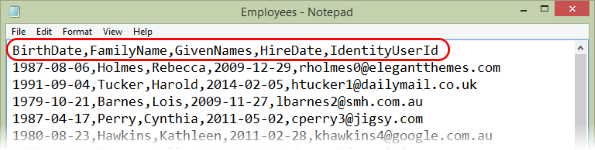 Employees - Notepad
File Edit Format View Help
BirthDate,FamilyName,GivenNames,HireDate,IdentityUserId
1987-08-06,Holmes,Rebecca,2009-12-29,rholmes0@elegantthemes.com
1991-09-04,Tucker,Harold,2014-02-05,htucker1@dailymail.co.uk
1979-10-21,Barnes,Lois,2009-11-27,lbarnes2@smh.com.au
1987-04-17,Perry,Cynthia,2011-05-02,cperry3@jigsy.com
1980-08-23,Hawkins,Kathleen,2011-02-28,khawkins4@google.com.au